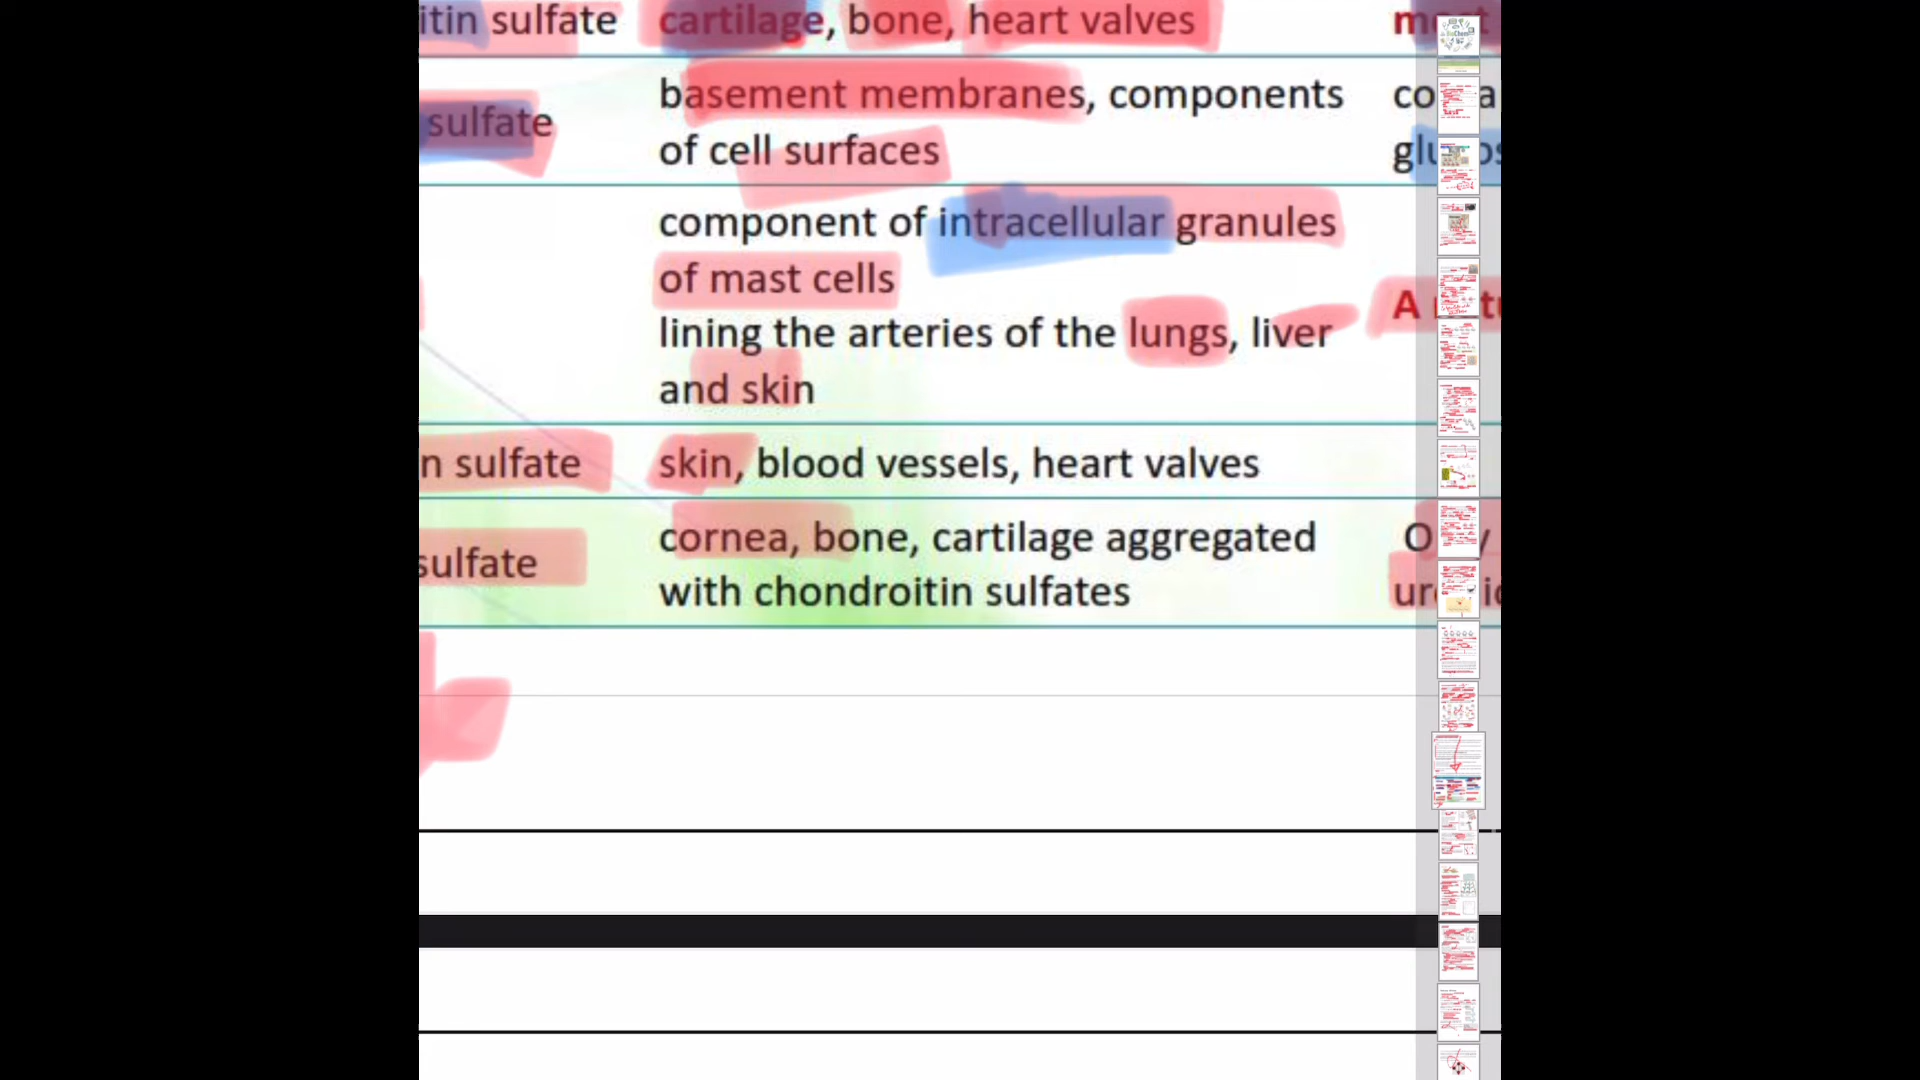 itin sulfate cartilage, bone, heart valves
basement membranes, components
sulfate
of cell surfaces
component of intracellular granules
of mast cells
A
lining the arteries of the lungs, liver
and skin
n sulfate skin, blood vessels, heart valves
cornea, bone, cartilage aggregated
sulfate
with chondroitin sulfates